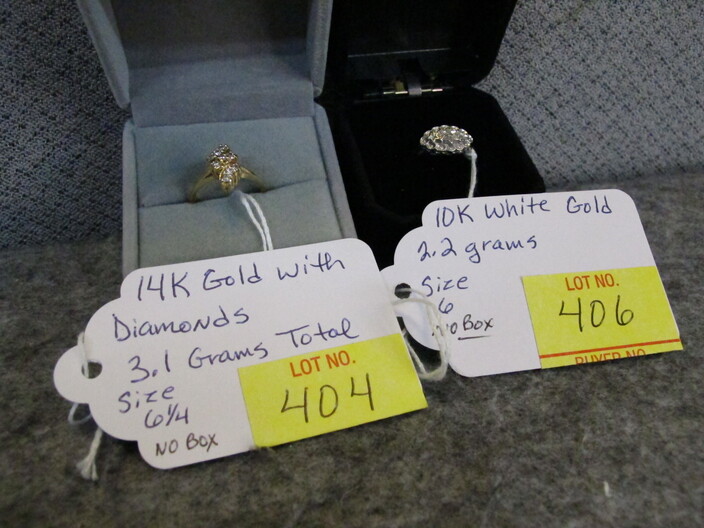 14K Gold with
Diamonds
3.1 Grams Total
Size
6 1/4
NO BOX
LOT NO.
404
10K White Gold
2.2 grams
Size
6
NO BOX
LOT NO.
406
BUYER NO.